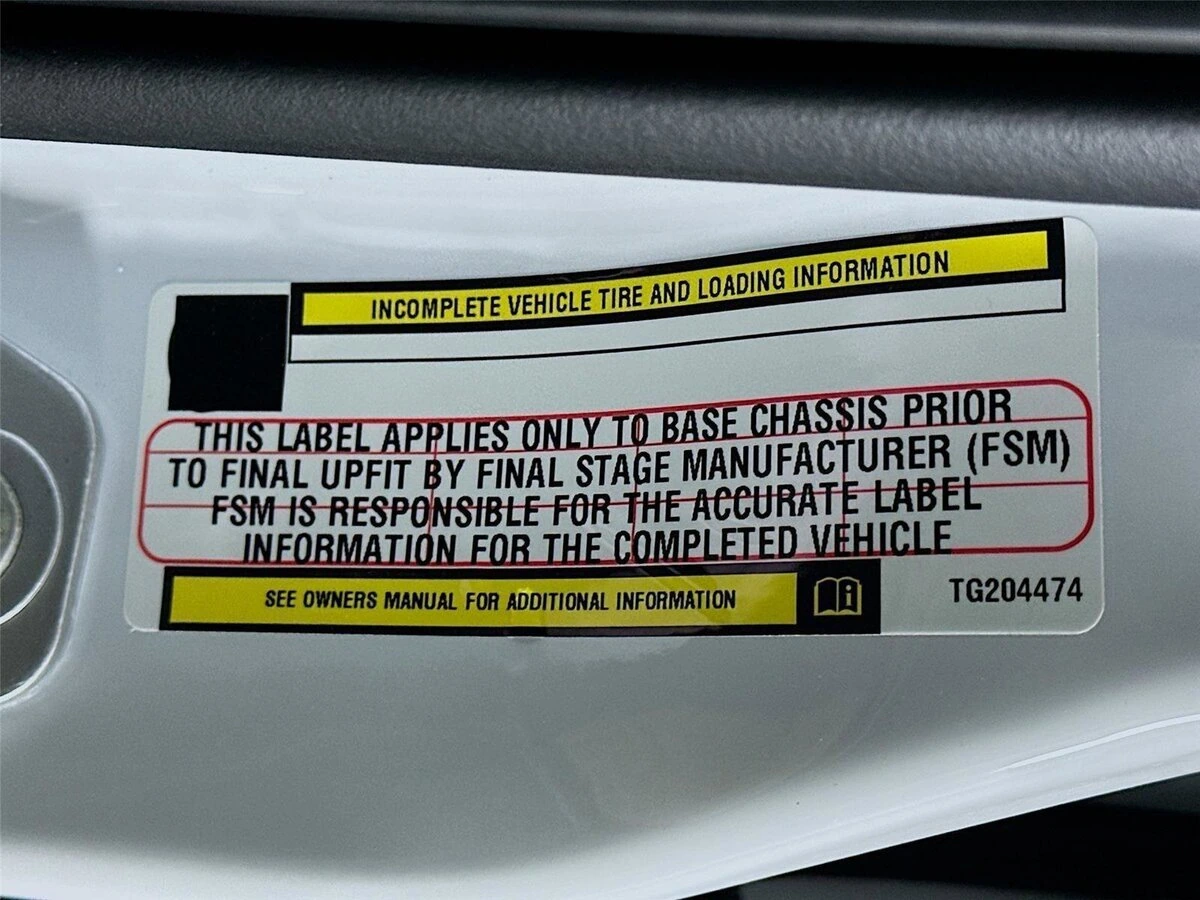 INCOMPLETE VEHICLE TIRE AND LOADING INFORMATION
THIS LABEL APPLIES ONLY TO BASE CHASSIS PRIOR
TO FINAL UPFIT BY FINAL STAGE MANUFACTURER (FSM)
FSM IS RESPONSIBLE FOR THE ACCURATE LABEL
INFORMATION FOR THE COMPLETED VEHICLE
SEE OWNERS MANUAL FOR ADDITIONAL INFORMATION
TG204474